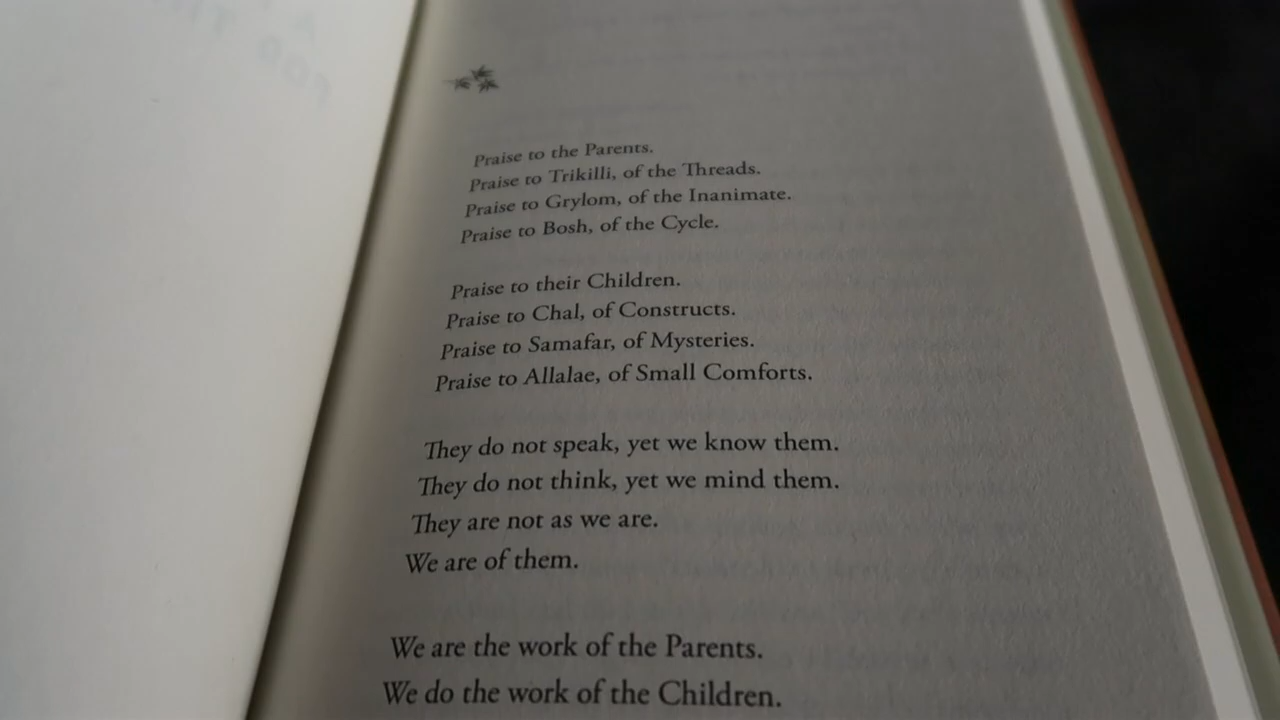 Praise to the Parents.
Praise to Trikilli, of the Threads.
Praise to Grylom, of the Inanimate.
Praise to Bosh, of the Cycle.
Praise to their Children.
Praise to Chal, of Constructs.
Praise to Samafar, of Mysteries.
Praise to Allalae, of Small Comforts.
They do not speak, yet we know them.
They do not think, yet we mind them.
They are not as we are.
We are of them.
We are the work of the Parents.
We do the work of the Children.